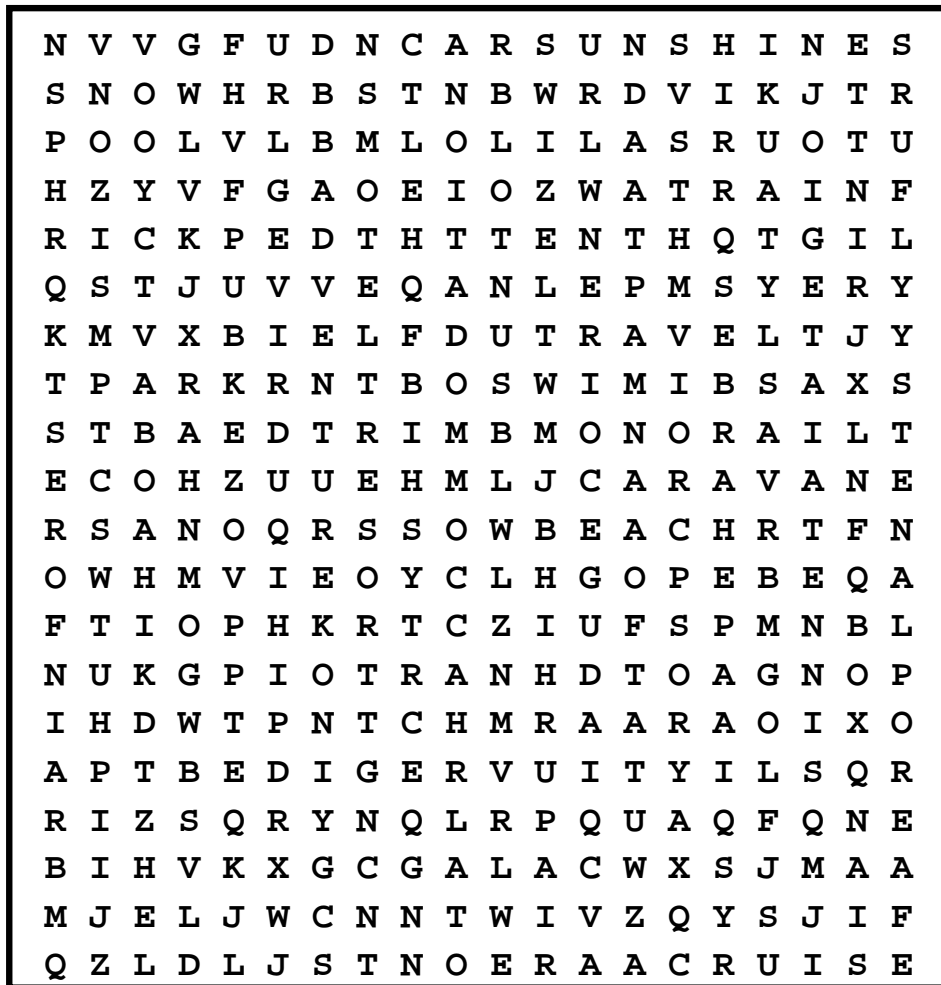 N V V G F U D N C A R S U N S H I N E S
S N O W H R B S T N B W R D V I K J T R
P O O L V L B M L O L I L A S R U O T U
H Z Y V F G A O E I O Z W A T R A I N F
R I C K P E D T H T T E N T H Q T G I L
Q S T J U V V E Q A N L E P M S Y E R Y
K M V X B I E L F D U T R A V E L T J Y
T P A R K R N T B O S W I M I B S A X S
S T B A E D T R I M B M O N O R A I L T
E C O H Z U U E H M L J C A R A V A N E
R S A N O Q R S S O W B E A C H R T F N
O W H M V I E O Y C L H G O P E B E Q A
F T I O P H K R T C Z I U F S P M N B L
N U K G P I O T R A N H D T O A G N O P
I H D W T P N T C H M R A A R A O I X O
A P T B E D I G E R V U I T Y I L S Q R
R I Z S Q R Y N Q L R P Q U A Q F Q N E
B I H V K X G C G A L A C W X S J M A A
M J E L J W C N N T W I V Z Q Y S J I F
Q Z L D L J S T N O E R A A C R U I S E